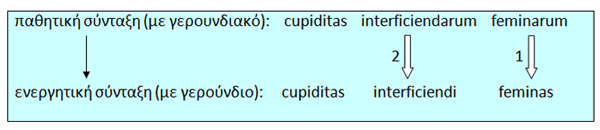 παθητική σύνταξη (με γερουνδιακό): cupiditas interficiendarum feminarum
2 1
ενεργητική σύνταξη (με γερούνδιο): cupiditas interficiendi feminas